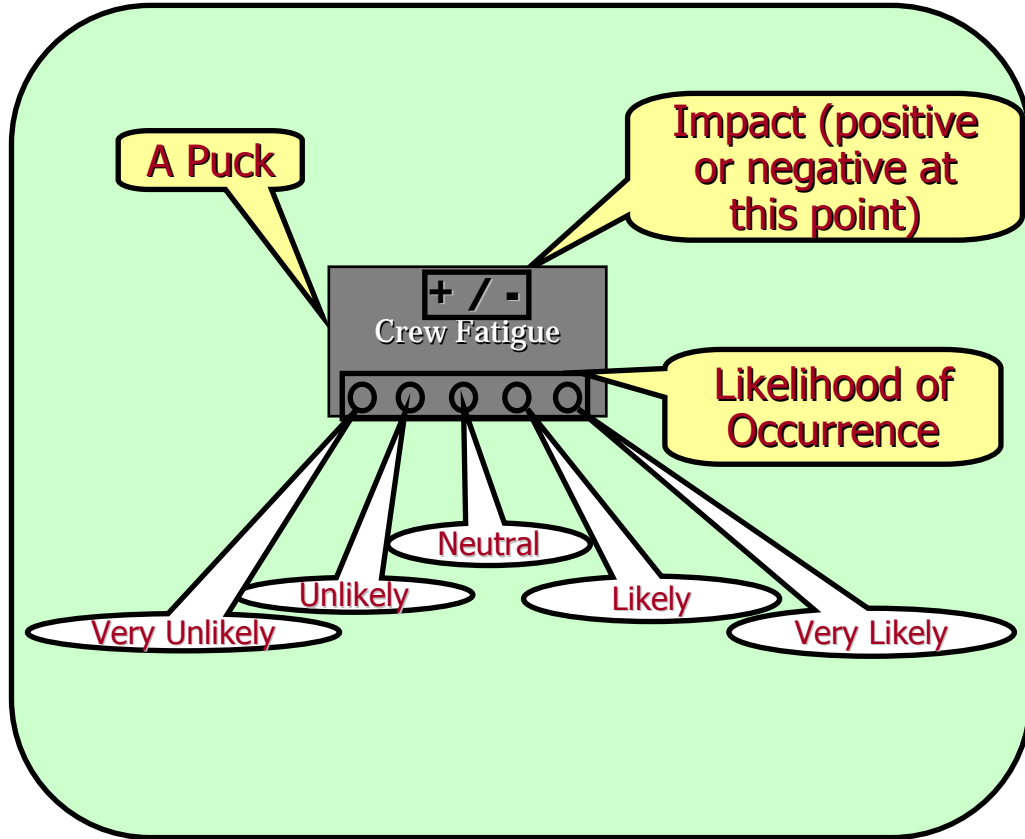 A Puck
Impact (positive
or negative at
this point)
+ / -
Crew Fatigue
Likelihood of
Occurrence
Neutral
Unlikely
Likely
Very Unlikely
Very Likely